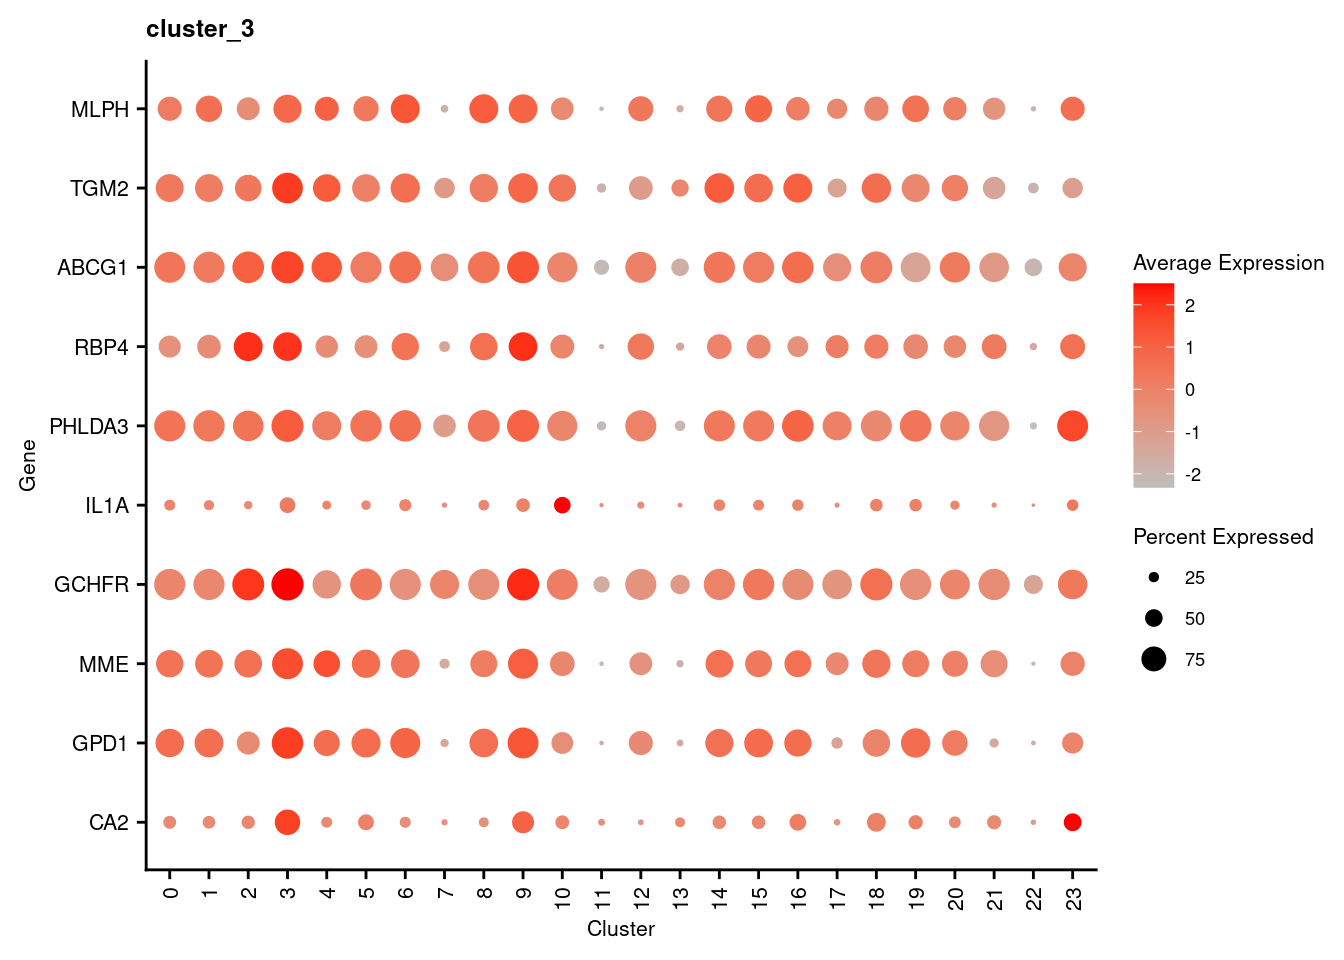 cluster_3
MLPH
TGM2
ABCG1
RBP4
PHLDA3
IL1A
GCHFR
MME
GPD1
CA2
Gene
0 1 2 3 4 5 6 7 8 9 10 11 12 13 14 15 16 17 18 19 20 21 22 23
Cluster
Average Expression
2
1
0
-1
-2
Percent Expressed
25
50
75